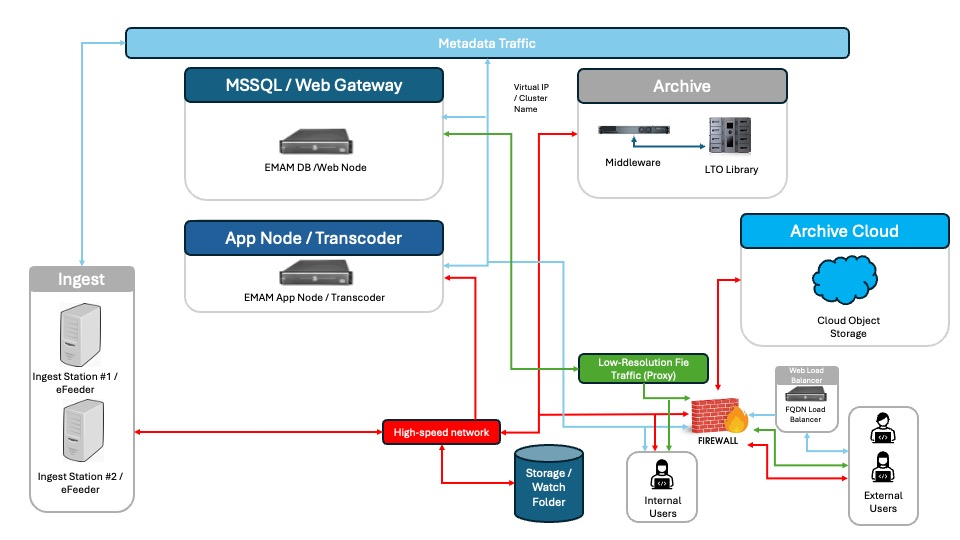 Metadata Traffic
MSSQL / Web Gateway
EMAM DB /Web Node
Virtual IP
/ Cluster
Name
Archive
Middleware
LTO Library
App Node / Transcoder
EMAM App Node / Transcoder
Archive Cloud
Cloud Object
Storage
Ingest
Ingest Station #1 /
eFeeder
Ingest Station #2 /
eFeeder
Low-Resolution Fie
Traffic (Proxy)
Web Load
Balancer
FQDN Load
Balancer
High-speed network
FIREWALL
Storage /
Watch
Folder
Internal
Users
External
Users